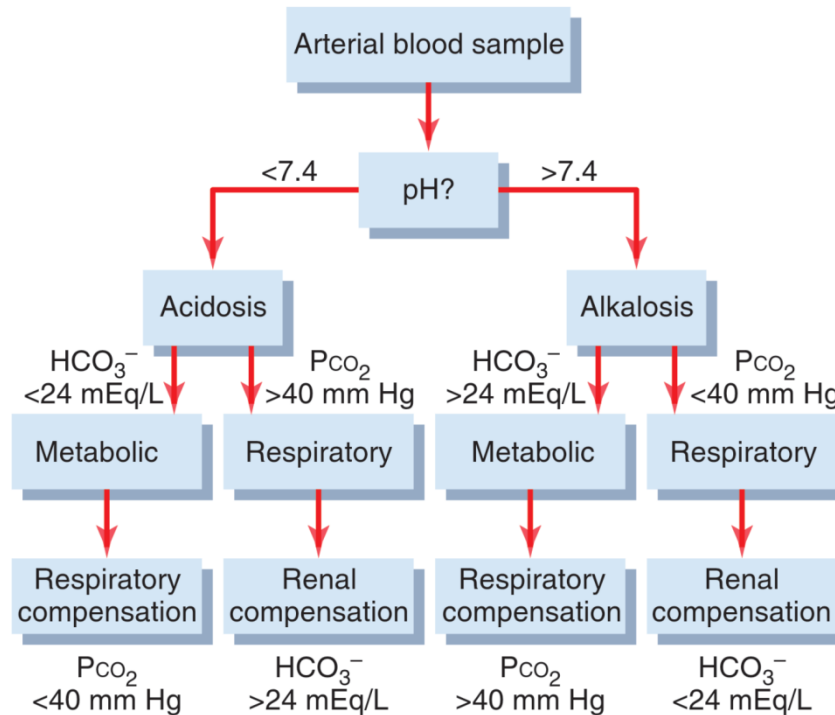 Arterial blood sample
<7.4
pH?
>7.4
Acidosis
Alkalosis
HCO₃⁻
<24 mEq/L
PCO₂
>40 mm Hg
HCO₃⁻
>24 mEq/L
PCO₂
<40 mm Hg
Metabolic
Respiratory
Metabolic
Respiratory
Respiratory
compensation
Renal
compensation
Respiratory
compensation
Renal
compensation
PCO₂
<40 mm Hg
HCO₃⁻
>24 mEq/L
PCO₂
>40 mm Hg
HCO₃⁻
<24 mEq/L